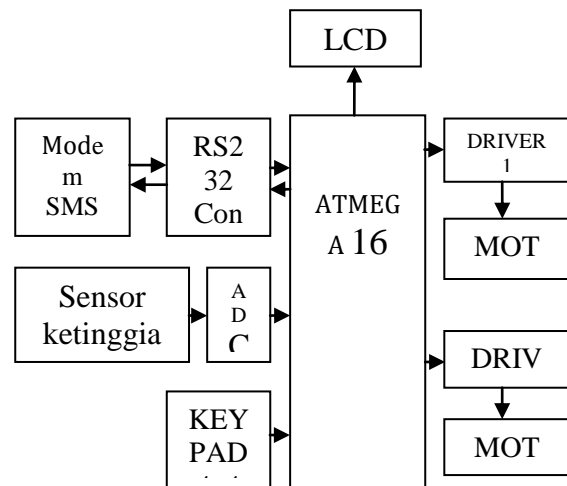 LCD
Mode
m
SMS
RS2
32
Con
ATMEG
A 16
DRIVER
1
MOT
Sensor
ketinggia
A
D
C
DRIV
KEY
PAD
MOT